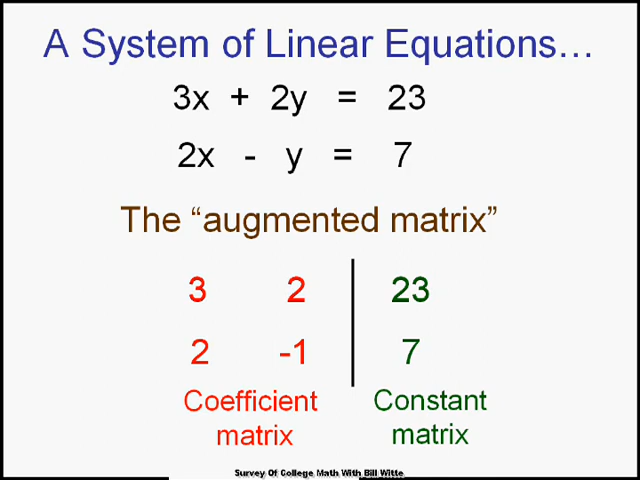 A System of Linear Equations…
3x + 2y = 23
2x - y = 7
The “augmented matrix”
3 2 23
2 -1 7
Coefficient Constant
matrix matrix
Survey Of College Math With Bill Witte